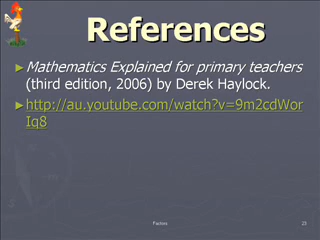 References
► Mathematics Explained for primary teachers
(third edition, 2006) by Derek Haylock.
► http://au.youtube.com/watch?v=9m2cdWor
Iq8
Factors 23